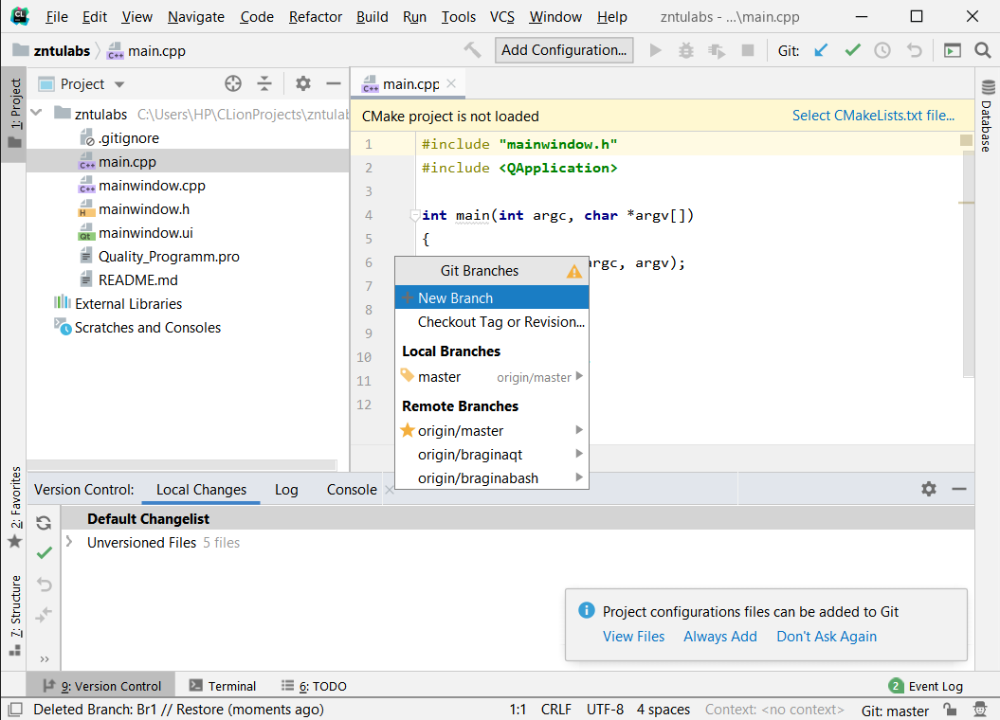 CL File Edit View Navigate Code Refactor Build Run Tools VCS Window Help zntulabs - ...\main.cpp
zntulabs main.cpp Add Configuration... Git:
1: Project
Project
zntulabs C:\Users\HP\CLionProjects\zntulab
.gitignore
main.cpp
mainwindow.cpp
mainwindow.h
mainwindow.ui
Quality_Programm.pro
README.md
External Libraries
Scratches and Consoles
main.cpp
CMake project is not loaded Select CMakeLists.txt file...
1 #include "mainwindow.h"
2 #include <QApplication>
3
4 int main(int argc, char *argv[])
5 {
6 argc, argv);
7
8
9
10
11
12
Git Branches
New Branch
Checkout Tag or Revision...
Local Branches
master origin/master
Remote Branches
origin/master
origin/braginaqt
origin/braginabash
Database
2: Favorites
7: Structure
Version Control: Local Changes Log Console
Default Changelist
Unversioned Files 5 files
Project configurations files can be added to Git
View Files Always Add Don't Ask Again
9: Version Control Terminal 6: TODO 2 Event Log
Deleted Branch: Br1 // Restore (moments ago) 1:1 CRLF UTF-8 4 spaces Context: <no context> Git: master